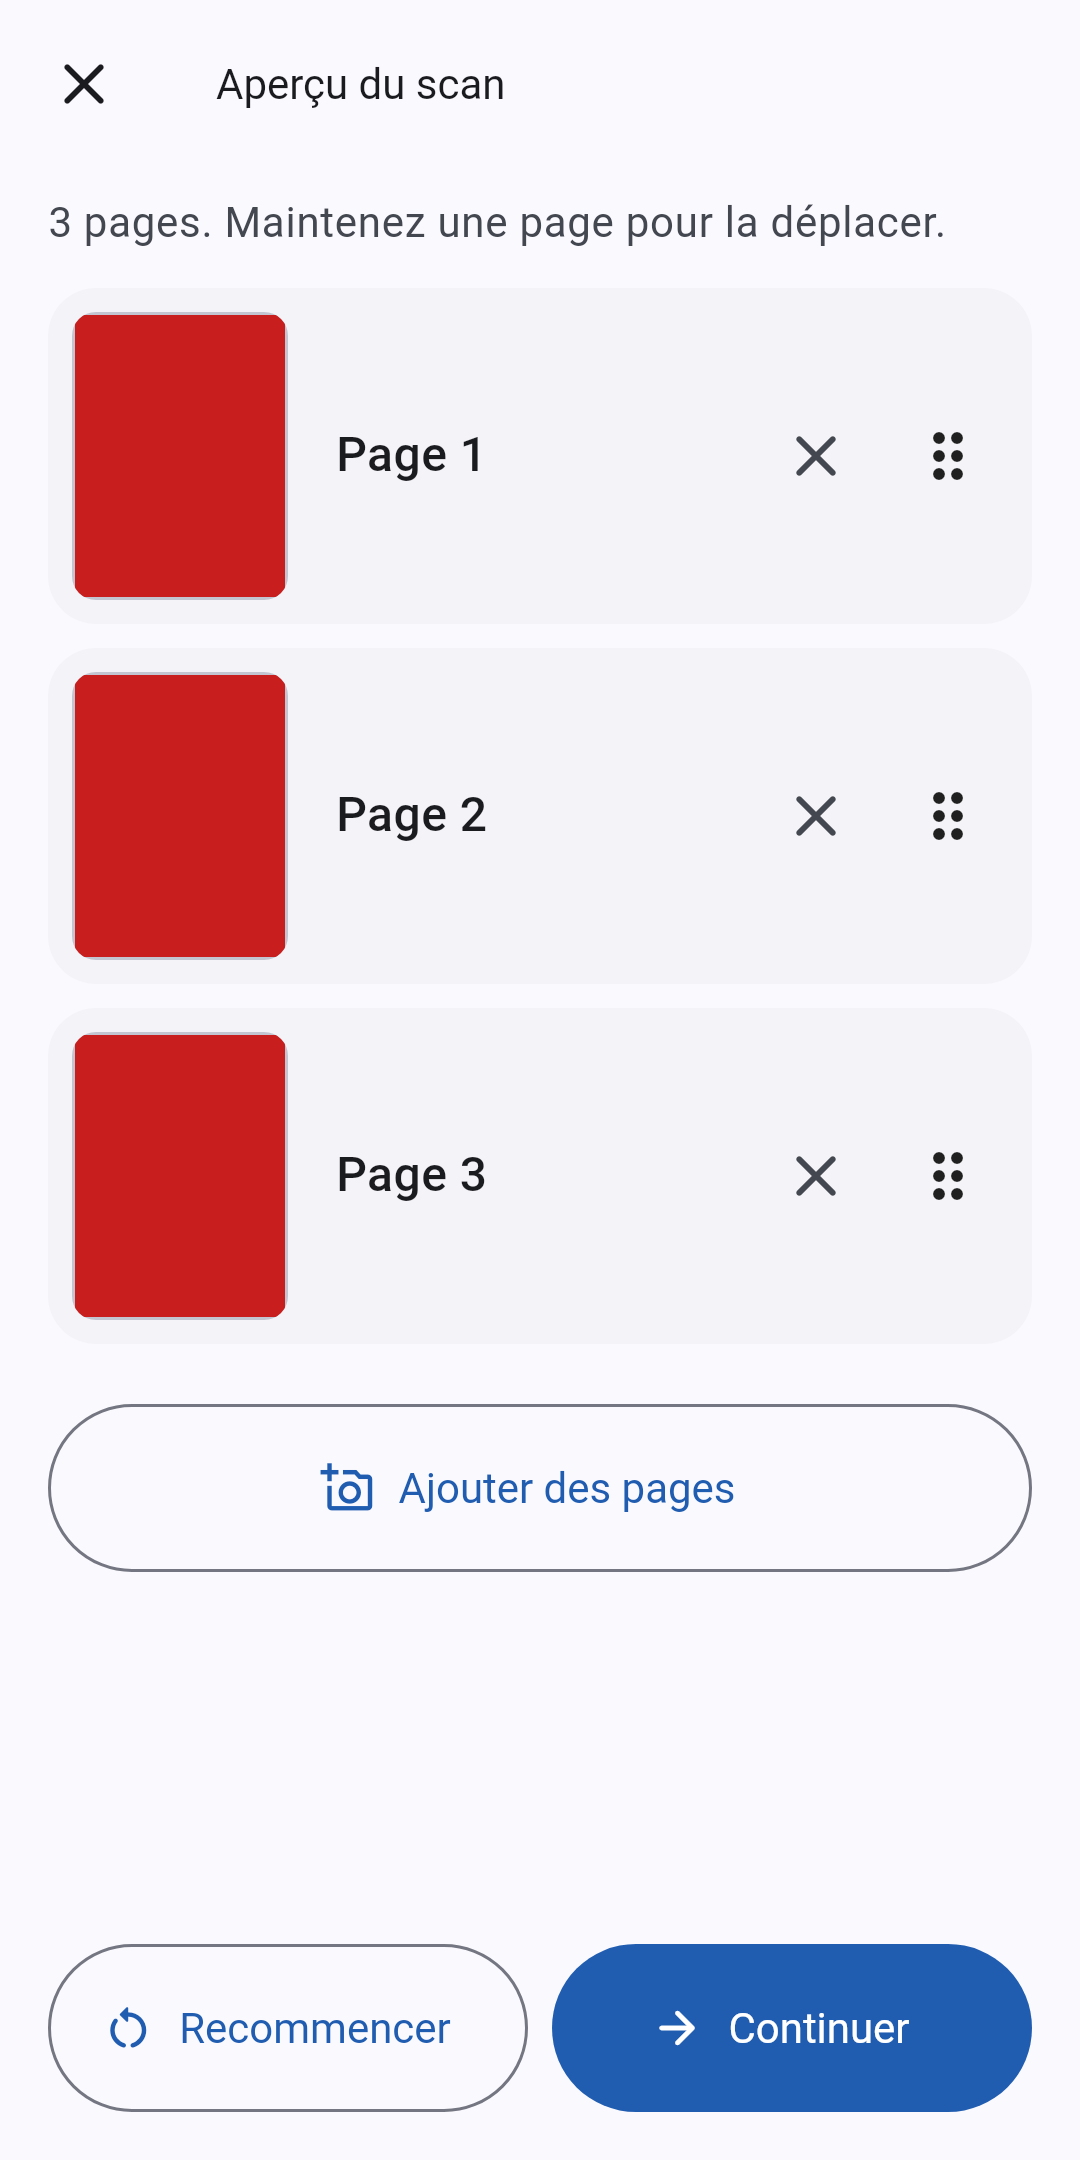 Aperçu du scan
3 pages. Maintenez une page pour la déplacer.
Page 1
Page 2
Page 3
Ajouter des pages
Recommencer
Continuer